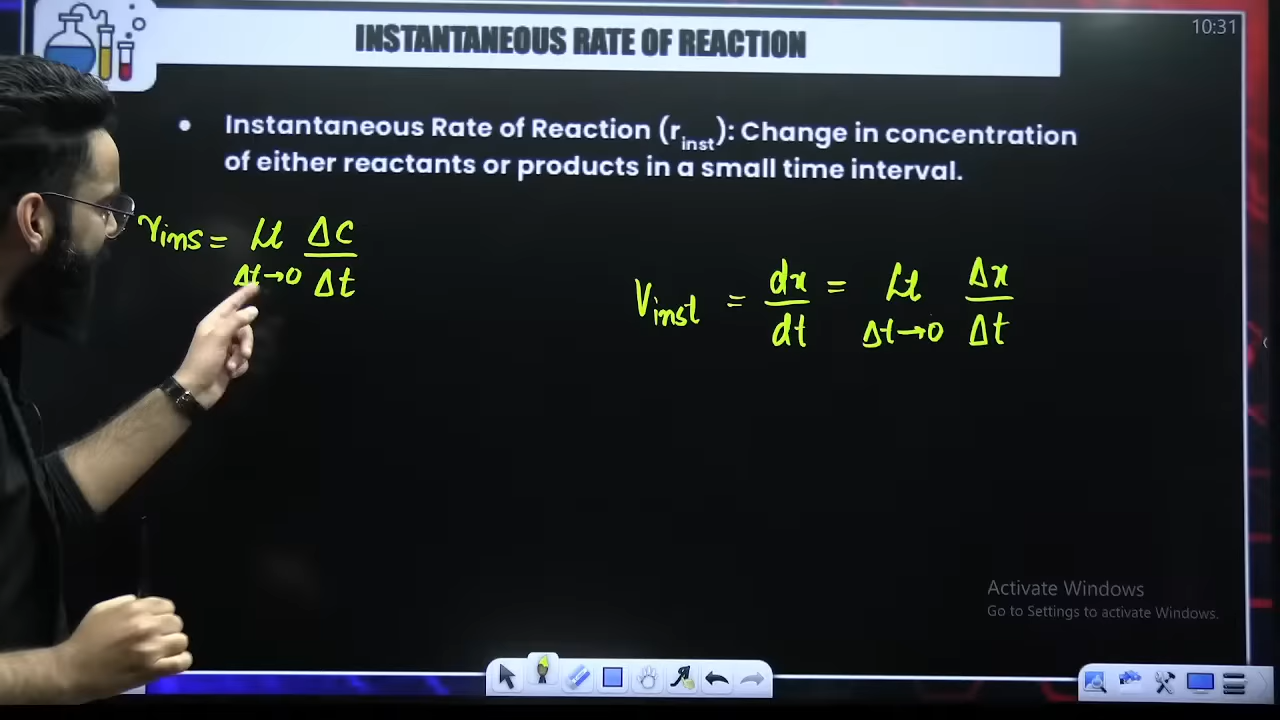 10:31
INSTANTANEOUS RATE OF REACTION
• Instantaneous Rate of Reaction (r_inst): Change in concentration
of either reactants or products in a small time interval.
r_ins = Lt Δt→0 ΔC/Δt
V_inst = dx/dt = Lt Δt→0 Δx/Δt
Activate Windows
Go to Settings to activate Windows.